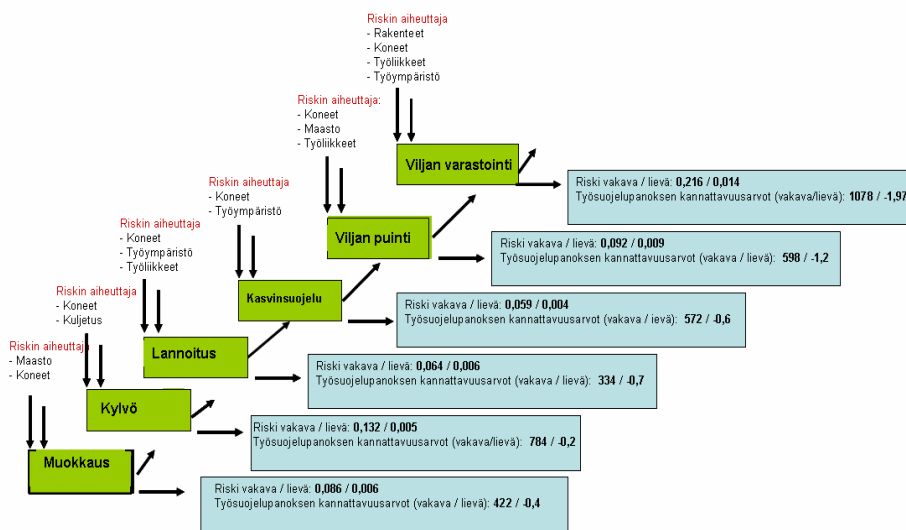 Riskin aiheuttaja
- Rakenteet
- Koneet
- Työliikkeet
- Työympäristö
Riskin aiheuttaja:
- Koneet
- Maasto
- Työliikkeet
Viljan varastointi
Riski vakava / lievä: 0,216 / 0,014
Työsuojelupanoksen kannattavuusarvot (vakava/lievä): 1078 / -1,97
Riskin aiheuttaja
- Koneet
- Työympäristö
Viljan puinti
Riski vakava / lievä: 0,092 / 0,009
Työsuojelupanoksen kannattavuusarvot (vakava / lievä): 598 / -1,2
Riskin aiheuttaja
- Koneet
- Työympäristö
- Työliikkeet
Kasvinsuojelu
Riski vakava / lievä: 0,059 / 0,004
Työsuojelupanoksen kannattavuusarvot (vakava / ievä): 572 / -0,6
Riskin aiheuttaja
- Koneet
- Kuljetus
Lannoitus
Riski vakava / lievä: 0,064 / 0,006
Työsuojelupanoksen kannattavuusarvot (vakava / lievä): 334 / -0,7
Riskin aiheuttaja
- Maasto
- Koneet
Kylvö
Riski vakava / lievä: 0,132 / 0,005
Työsuojelupanoksen kannattavuusarvot (vakava/lievä): 784 / -0,2
Muokkaus
Riski vakava / lievä: 0,086 / 0,006
Työsuojelupanoksen kannattavuusarvot (vakava / lievä): 422 / -0,4